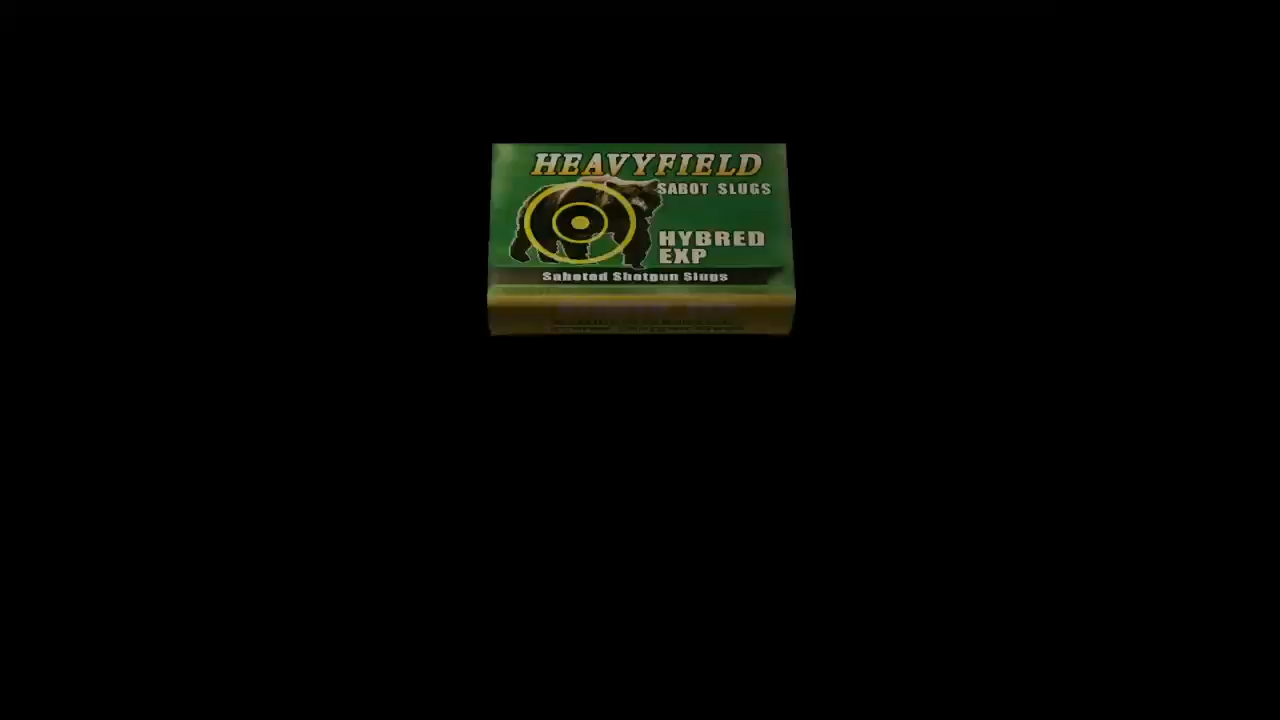 HEAVYFIELD
SABOT SLUGS
HYBRED
EXP
Saboted Shotgun Slugs